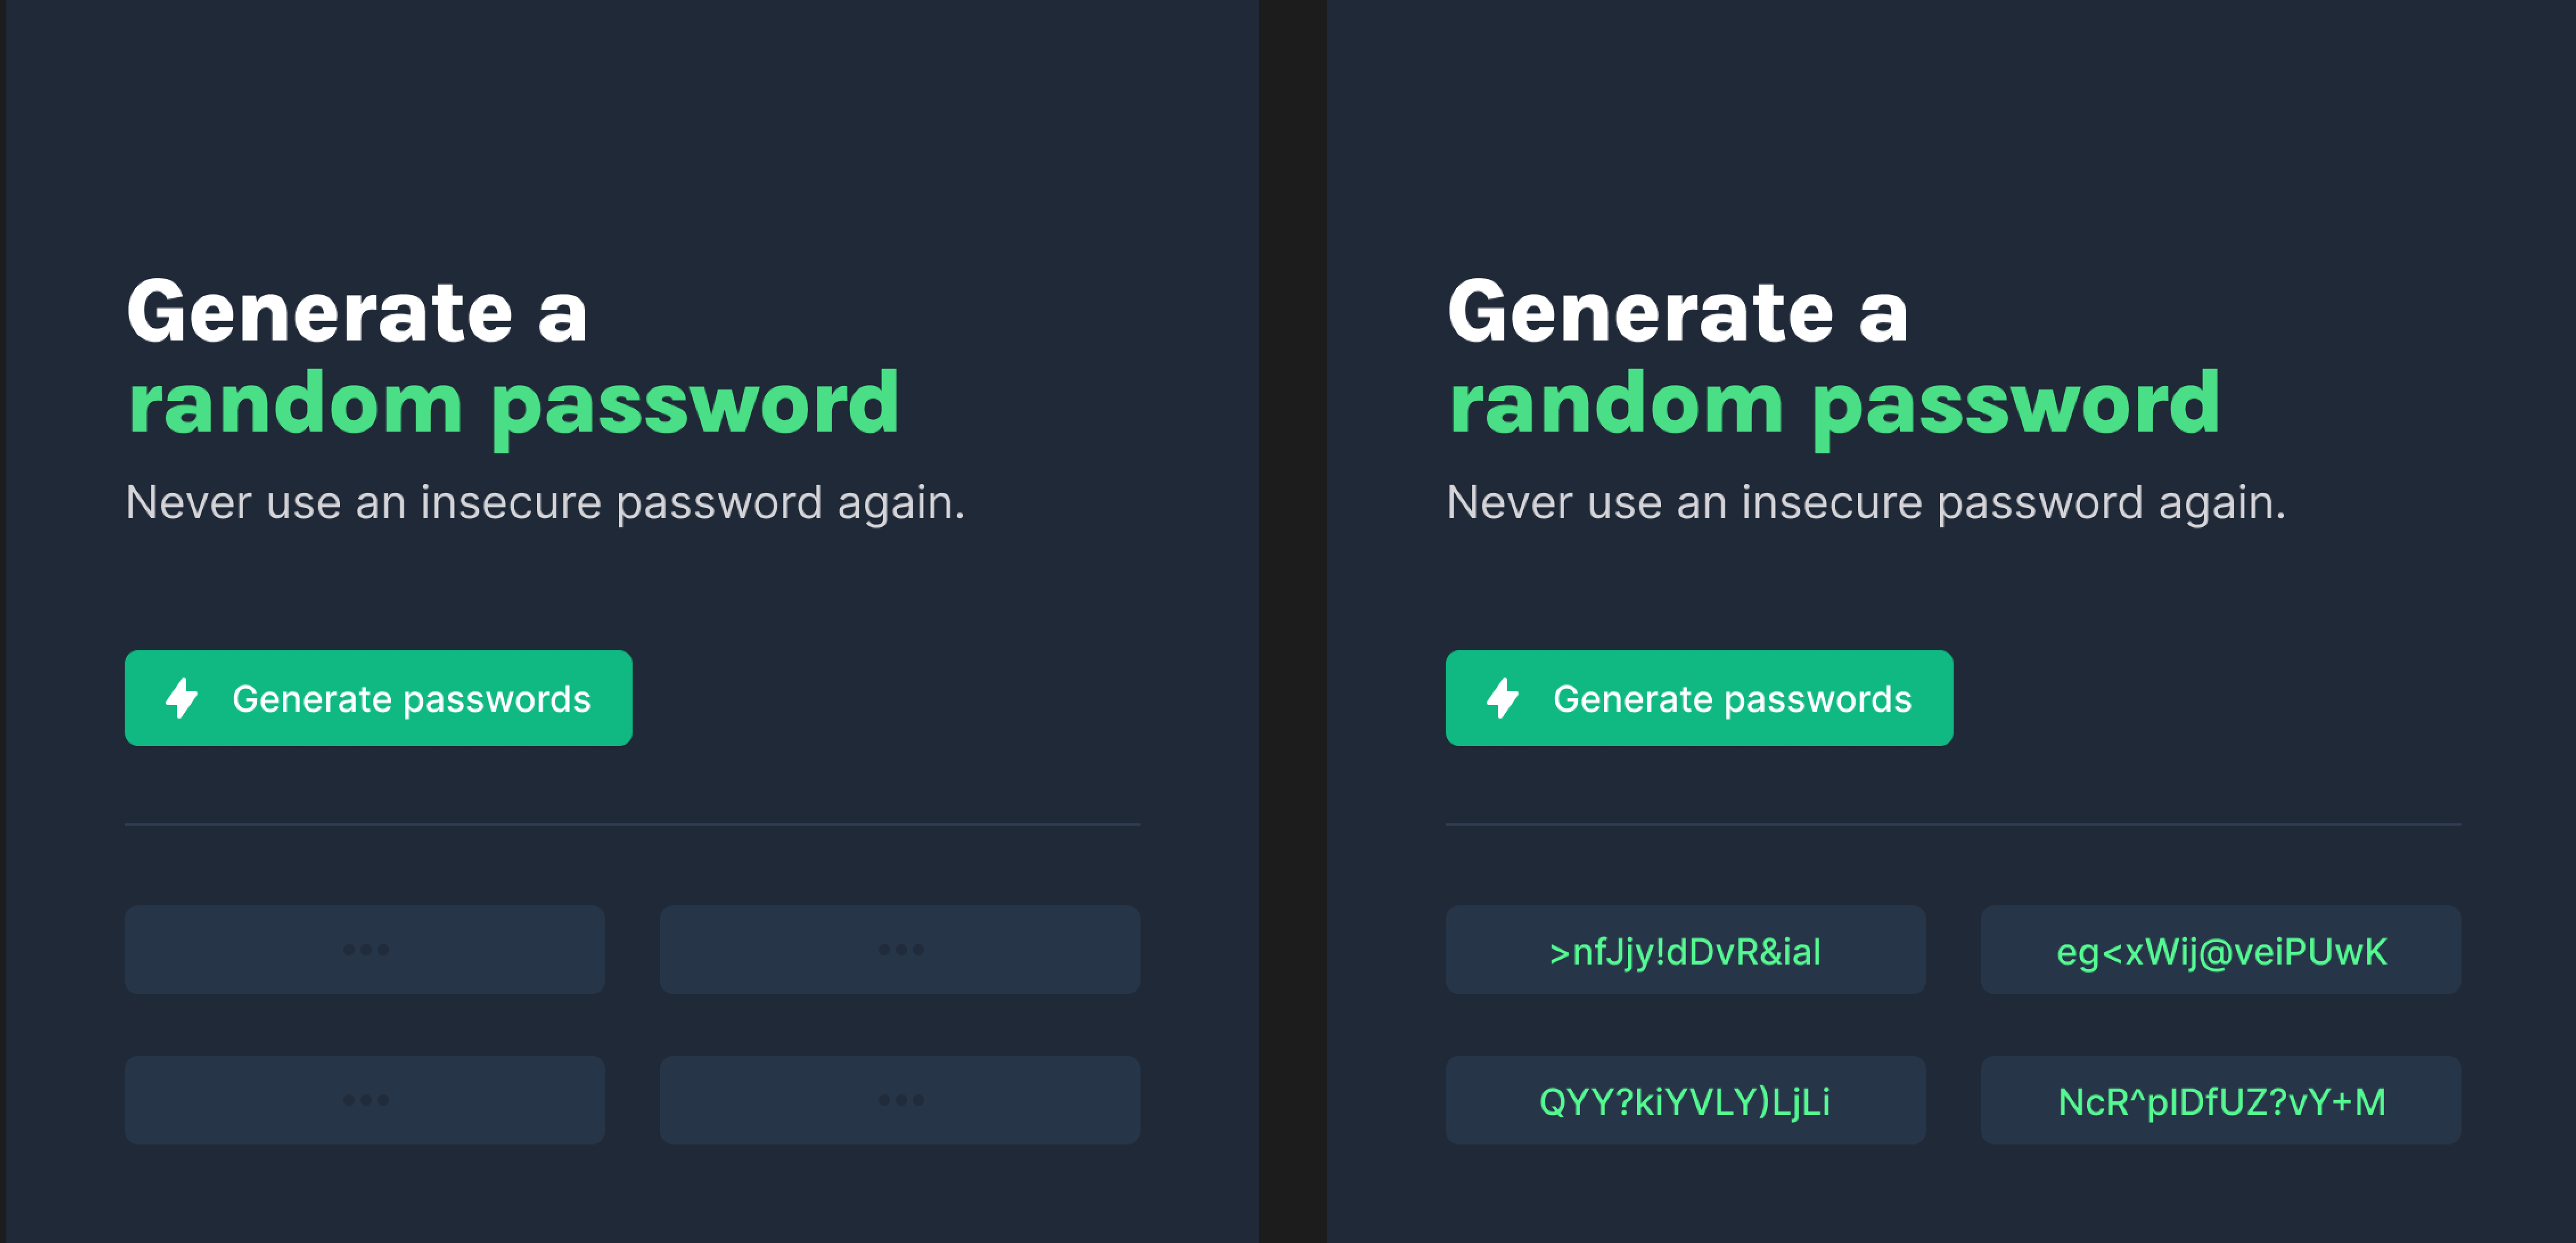 Generate a
random password
Never use an insecure password again.
Generate passwords
•••
•••
•••
•••
Generate a
random password
Never use an insecure password again.
Generate passwords
>nfJjy!dDvR&iaI
eg<xWij@veiPUwK
QYY?kiYVLY)LjLi
NcR^pIDfUZ?vY+M